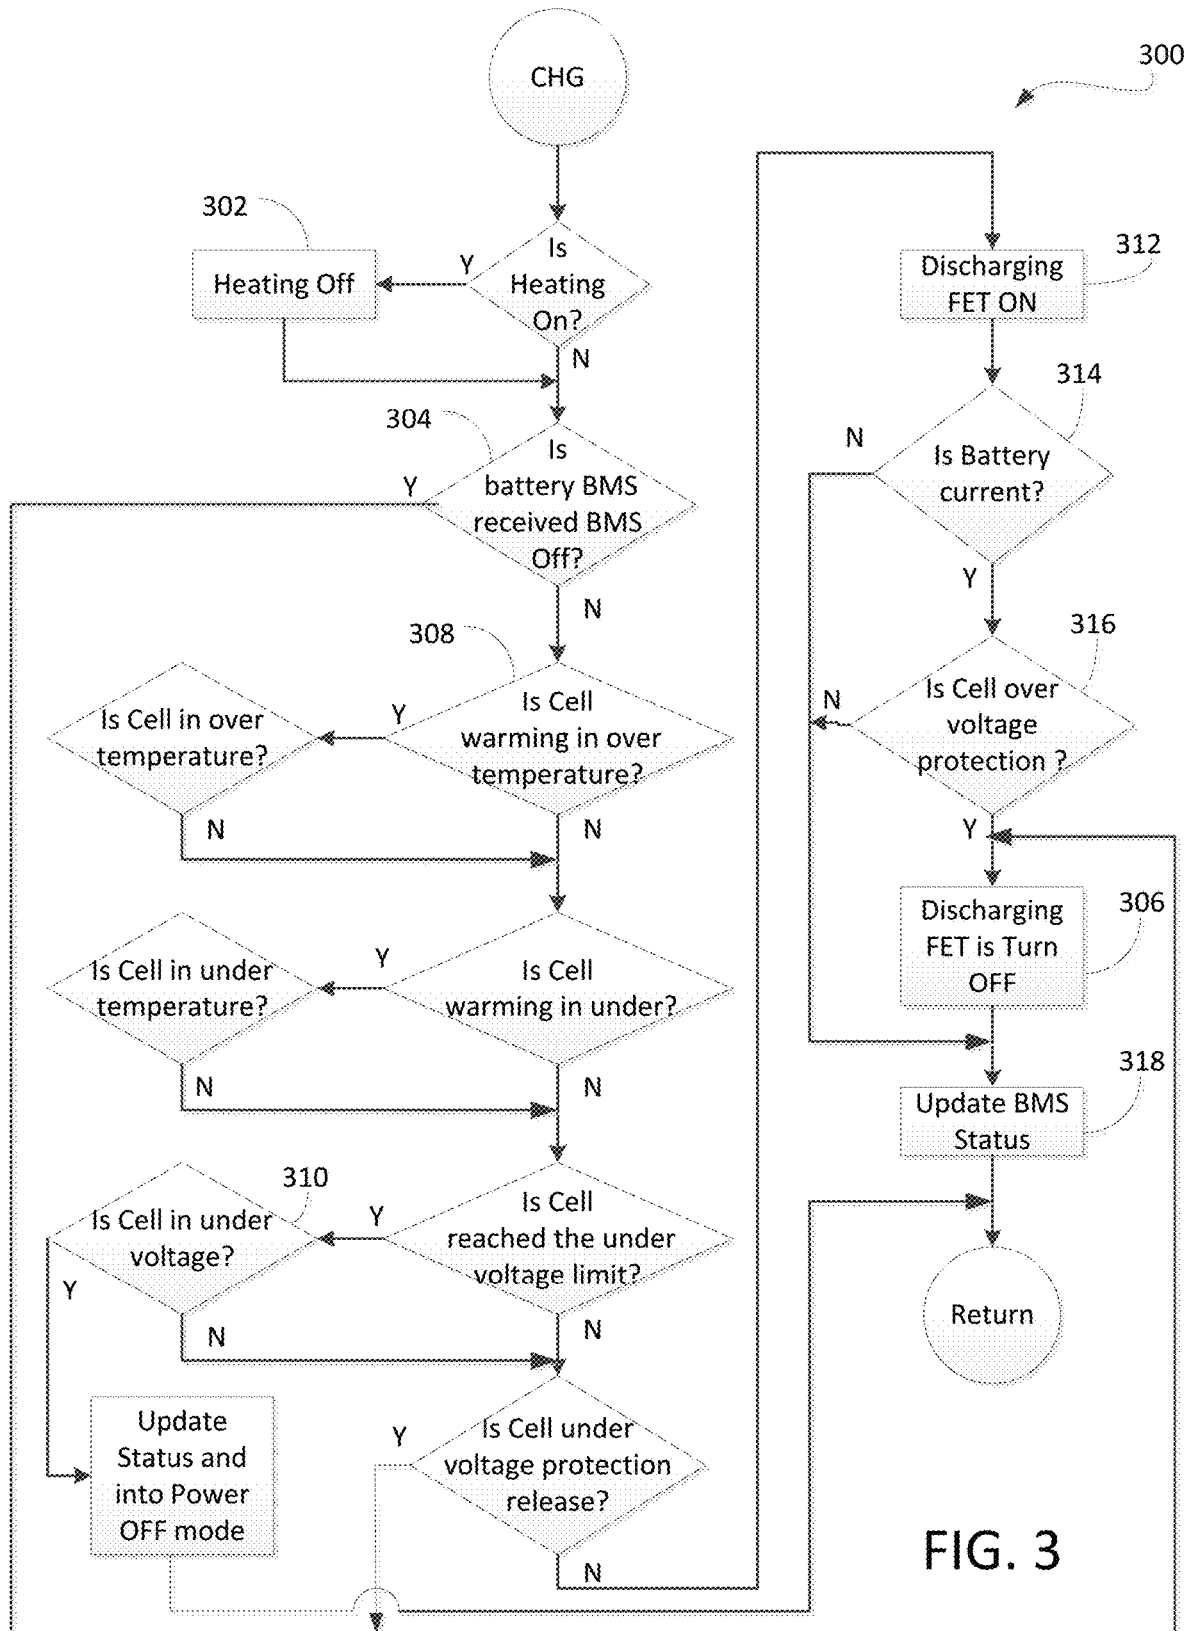 CHG
300
302
Heating Off
Y
Is
Heating
On?
N
304
Y
Is
battery BMS
received BMS
Off?
N
308
Is Cell in over
temperature?
Y
Is Cell
warming in over
temperature?
N
N
Is Cell in under
temperature?
Y
Is Cell
warming in under?
N
N
310
Is Cell in under
voltage?
Y
Is Cell
reached the under
voltage limit?
Y
N
N
Update
Status and
into Power
OFF mode
Y
Is Cell under
voltage protection
release?
N
312
Discharging
FET ON
314
N
Is Battery
current?
Y
316
N
Is Cell over
voltage
protection ?
Y
306
Discharging
FET is Turn
OFF
318
Update BMS
Status
Return
FIG. 3